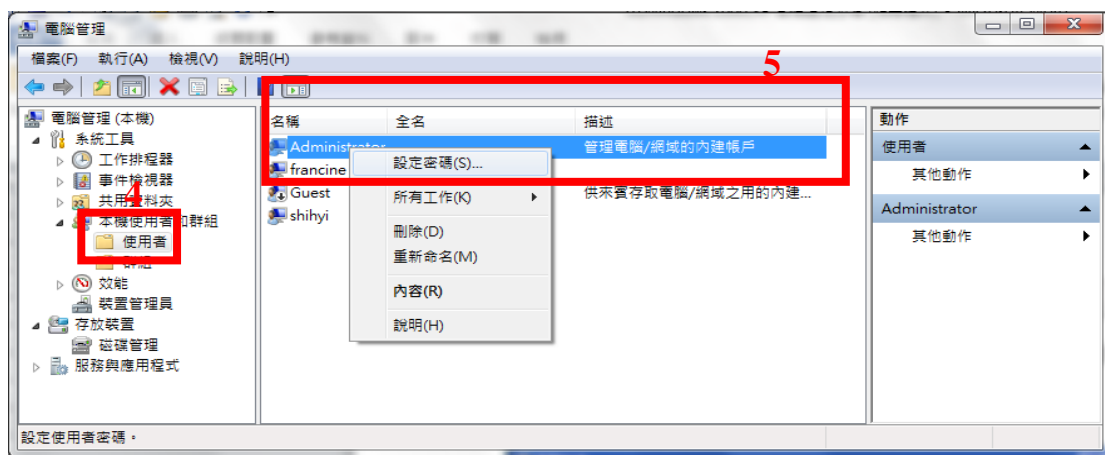 電腦管理
檔案(F) 執行(A) 檢視(V) 說明(H)
5
電腦管理 (本機)
系統工具
工作排程器
事件檢視器
共用資料夾
4
本機使用者和群組
使用者
群組
效能
裝置管理員
存放裝置
磁碟管理
服務與應用程式
名稱 全名 描述
Administrator 管理電腦/網域的內建帳戶
francine
Guest 供來賓存取電腦/網域之用的內建...
shihyi
設定密碼(S)...
所有工作(K)
刪除(D)
重新命名(M)
內容(R)
說明(H)
動作
使用者
其他動作
Administrator
其他動作
設定使用者密碼。